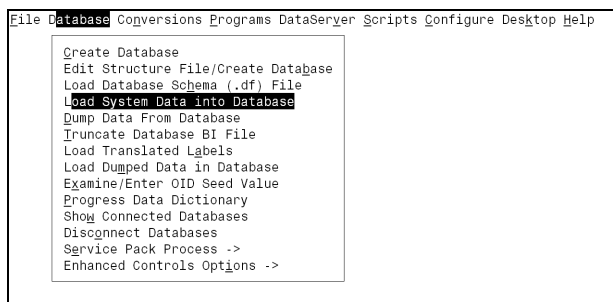 File Database Conversions Programs DataServer Scripts Configure Desktop Help
Create Database
Edit Structure File/Create Database
Load Database Schema (.df) File
Load System Data into Database
Dump Data From Database
Truncate Database BI File
Load Translated Labels
Load Dumped Data in Database
Examine/Enter OID Seed Value
Progress Data Dictionary
Show Connected Databases
Disconnect Databases
Service Pack Process ->
Enhanced Controls Options ->